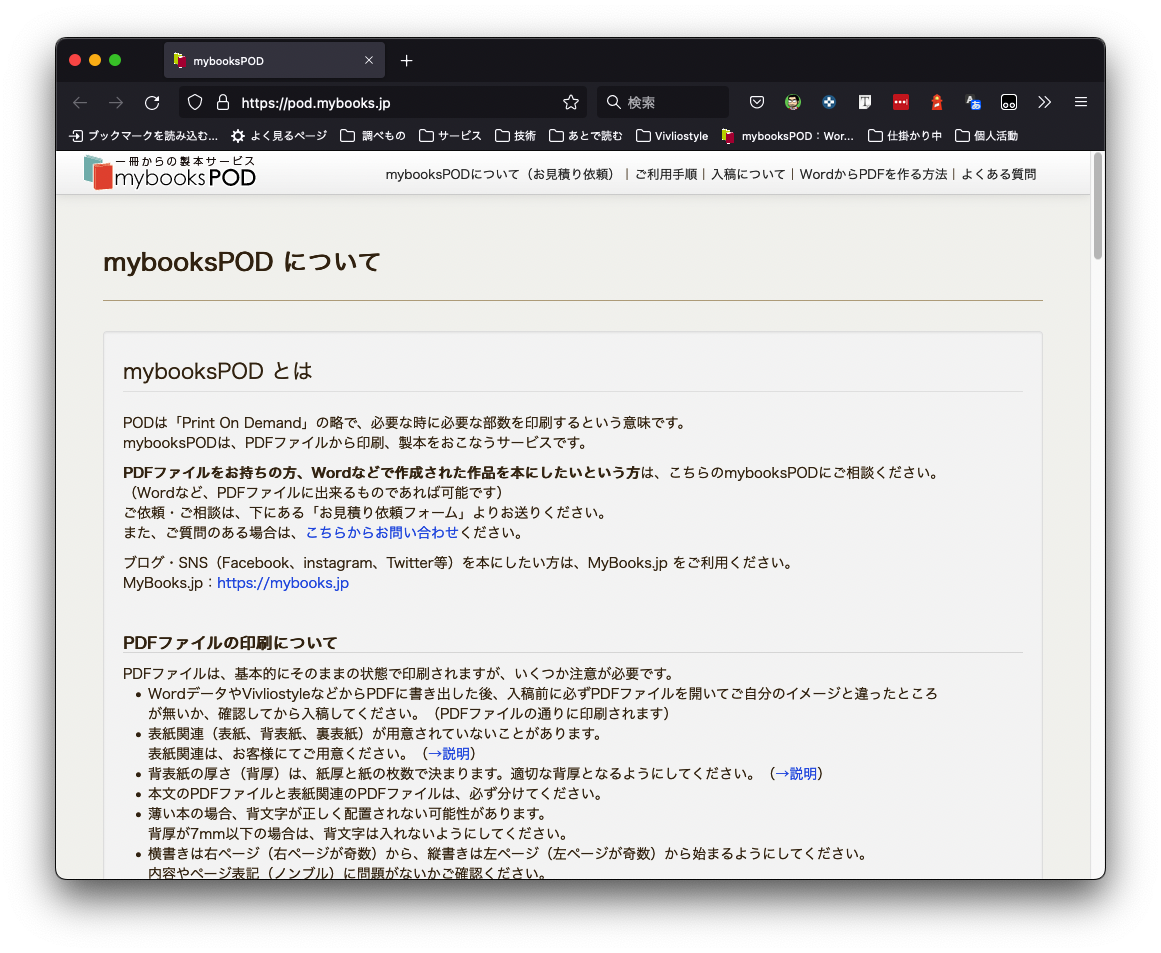 mybooksPOD
https://pod.mybooks.jp
検索
ブックマークを読み込む...
よく見るページ
調べもの
サービス
技術
あとで読む
Vivliostyle
mybooksPOD：Wor...
仕掛かり中
個人活動
一冊からの製本サービス
mybooks POD
mybooksPODについて（お見積り依頼）｜ご利用手順｜入稿について｜WordからPDFを作る方法｜よくある質問
mybooksPOD について
mybooksPOD とは
PODは「Print On Demand」の略で、必要な時に必要な部数を印刷するという意味です。
mybooksPODは、PDFファイルから印刷、製本をおこなうサービスです。
PDFファイルをお持ちの方、Wordなどで作成された作品を本にしたいという方は、こちらのmybooksPODにご相談ください。
（Wordなど、PDFファイルに出来るものであれば可能です）
ご依頼・ご相談は、下にある「お見積り依頼フォーム」よりお送りください。
また、ご質問のある場合は、こちらからお問い合わせください。
ブログ・SNS（Facebook、instagram、Twitter等）を本にしたい方は、MyBooks.jp をご利用ください。
MyBooks.jp：https://mybooks.jp
PDFファイルの印刷について
PDFファイルは、基本的にそのままの状態で印刷されますが、いくつか注意が必要です。
• WordデータやVivliostyleなどからPDFに書き出した後、入稿前に必ずPDFファイルを開いてご自分のイメージと違ったところ
が無いか、確認してから入稿してください。（PDFファイルの通りに印刷されます）
• 表紙関連（表紙、背表紙、裏表紙）が用意されていないことがあります。
表紙関連は、お客様にてご用意ください。（→説明）
• 背表紙の厚さ（背厚）は、紙厚と紙の枚数で決まります。適切な背厚となるようにしてください。（→説明）
• 本文のPDFファイルと表紙関連のPDFファイルは、必ず分けてください。
• 薄い本の場合、背文字が正しく配置されない可能性があります。
背厚が7mm以下の場合は、背文字は入れないようにしてください。
• 横書きは右ページ（右ページが奇数）から、縦書きは左ページ（左ページが奇数）から始まるようにしてください。
内容やページ表記（ノンブル）に問題がないかご確認ください。